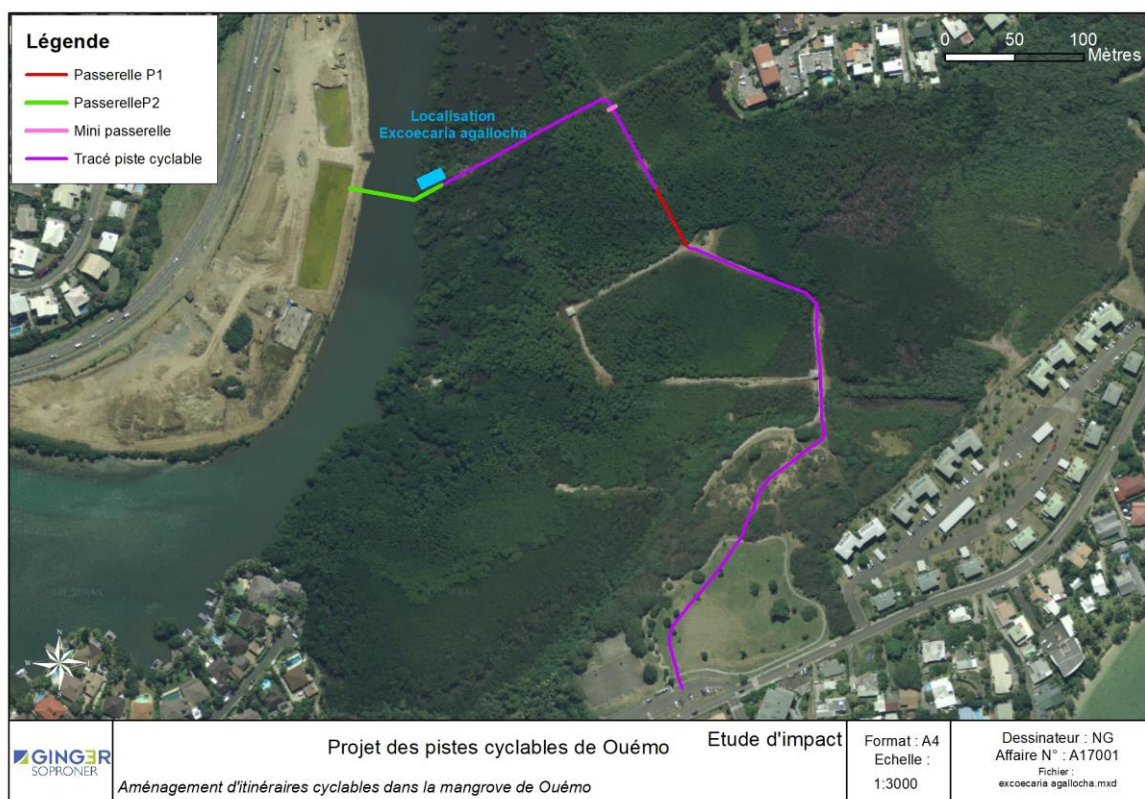 Légende
Passerelle P1
PasserelleP2
Mini passerelle
Tracé piste cyclable
0 50 100
Mètres
Localisation
Excoecaria agallocha
N
GINGER
SOPRONER
Projet des pistes cyclables de Ouémo
Etude d'impact
Aménagement d'itinéraires cyclables dans la mangrove de Ouémo
Format : A4
Echelle :
1:3000
Dessinateur : NG
Affaire N° : A17001
Fichier :
excoecaria agallocha.mxd